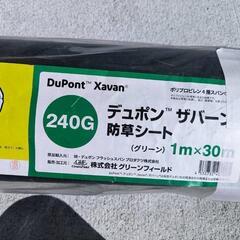 DuPont™ Xavan®
ポリプロピレン4層スパンボ
240G
デュポン™ ザバーン
防草シート
(グリーン) 1m×30m
株式会社グリーンフィールド